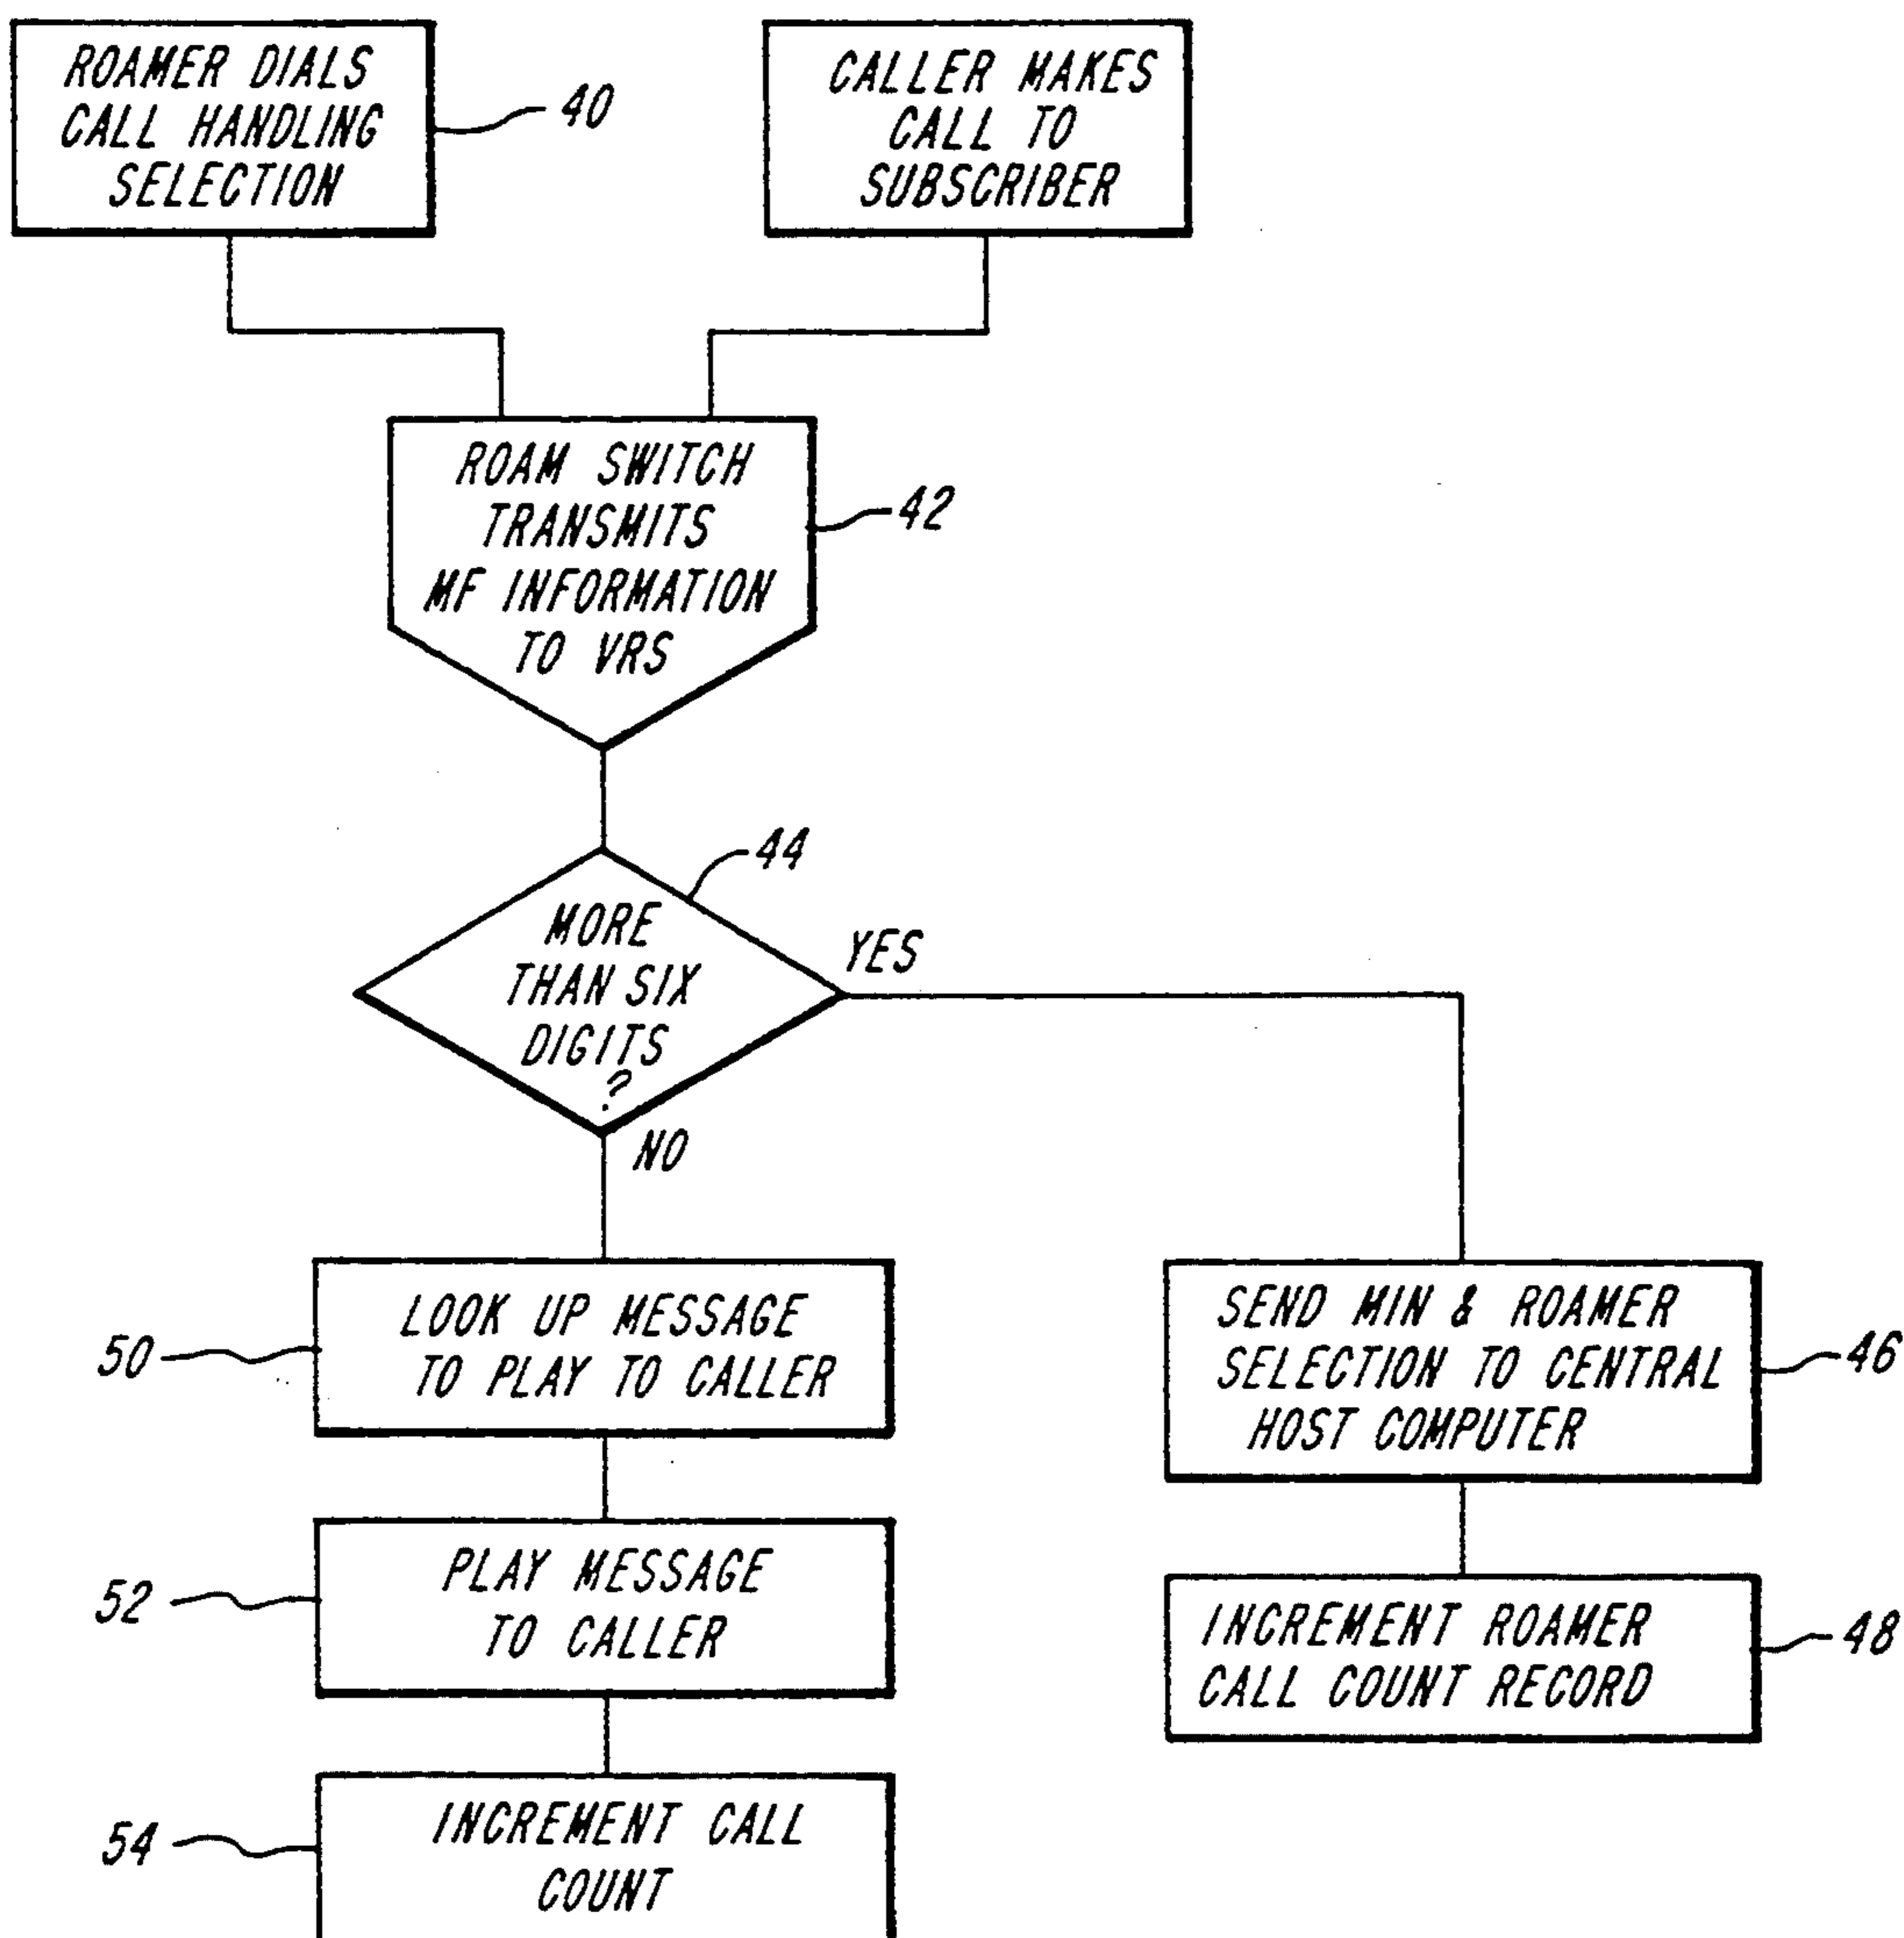 ROAMER DIALS
CALL HANDLING
SELECTION
40
CALLER MAKES
CALL TO
SUBSCRIBER
ROAM SWITCH
TRANSMITS
MF INFORMATION
TO VRS
42
44
MORE
THAN SIX
DIGITS
?
YES
NO
50
LOOK UP MESSAGE
TO PLAY TO CALLER
SEND MIN & ROAMER
SELECTION TO CENTRAL
HOST COMPUTER
46
52
PLAY MESSAGE
TO CALLER
INCREMENT ROAMER
CALL COUNT RECORD
48
54
INCREMENT CALL
COUNT